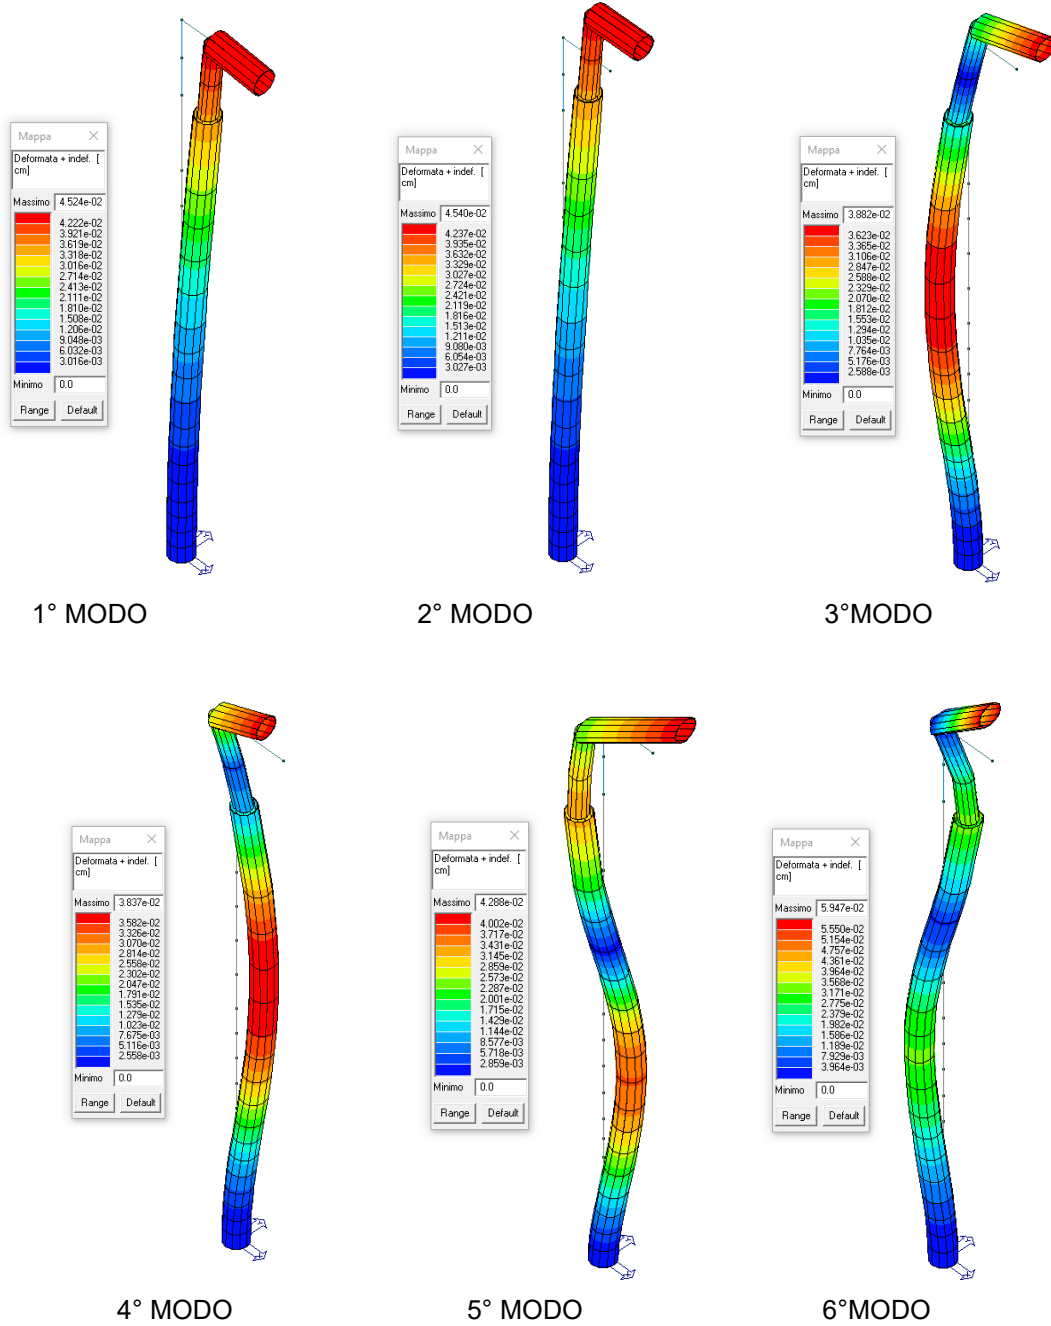 Mappa
Deformata + indef. [
cm]
Massimo 4.524e-02
4.222e-02
3.921e-02
3.619e-02
3.318e-02
3.016e-02
2.714e-02
2.413e-02
2.111e-02
1.810e-02
1.508e-02
1.206e-02
9.048e-03
6.032e-03
3.016e-03
Minimo 0.0
Range Default
1° MODO
Mappa
Deformata + indef. [
cm]
Massimo 4.540e-02
4.237e-02
3.935e-02
3.632e-02
3.329e-02
3.027e-02
2.724e-02
2.421e-02
2.119e-02
1.816e-02
1.513e-02
1.211e-02
9.080e-03
6.054e-03
3.027e-03
Minimo 0.0
Range Default
2° MODO
Mappa
Deformata + indef. [
cm]
Massimo 3.882e-02
3.623e-02
3.365e-02
3.106e-02
2.847e-02
2.588e-02
2.329e-02
2.070e-02
1.812e-02
1.553e-02
1.294e-02
1.035e-02
7.764e-03
5.176e-03
2.588e-03
Minimo 0.0
Range Default
3°MODO
Mappa
Deformata + indef. [
cm]
Massimo 3.837e-02
3.582e-02
3.326e-02
3.070e-02
2.814e-02
2.558e-02
2.302e-02
2.047e-02
1.791e-02
1.535e-02
1.279e-02
1.023e-02
7.675e-03
5.116e-03
2.558e-03
Minimo 0.0
Range Default
4° MODO
Mappa
Deformata + indef. [
cm]
Massimo 4.288e-02
4.002e-02
3.717e-02
3.431e-02
3.145e-02
2.859e-02
2.573e-02
2.287e-02
2.001e-02
1.715e-02
1.429e-02
1.144e-02
8.577e-03
5.718e-03
2.859e-03
Minimo 0.0
Range Default
5° MODO
Mappa
Deformata + indef. [
cm]
Massimo 5.947e-02
5.550e-02
5.154e-02
4.757e-02
4.361e-02
3.964e-02
3.568e-02
3.171e-02
2.775e-02
2.379e-02
1.982e-02
1.586e-02
1.189e-02
7.929e-03
3.964e-03
Minimo 0.0
Range Default
6°MODO